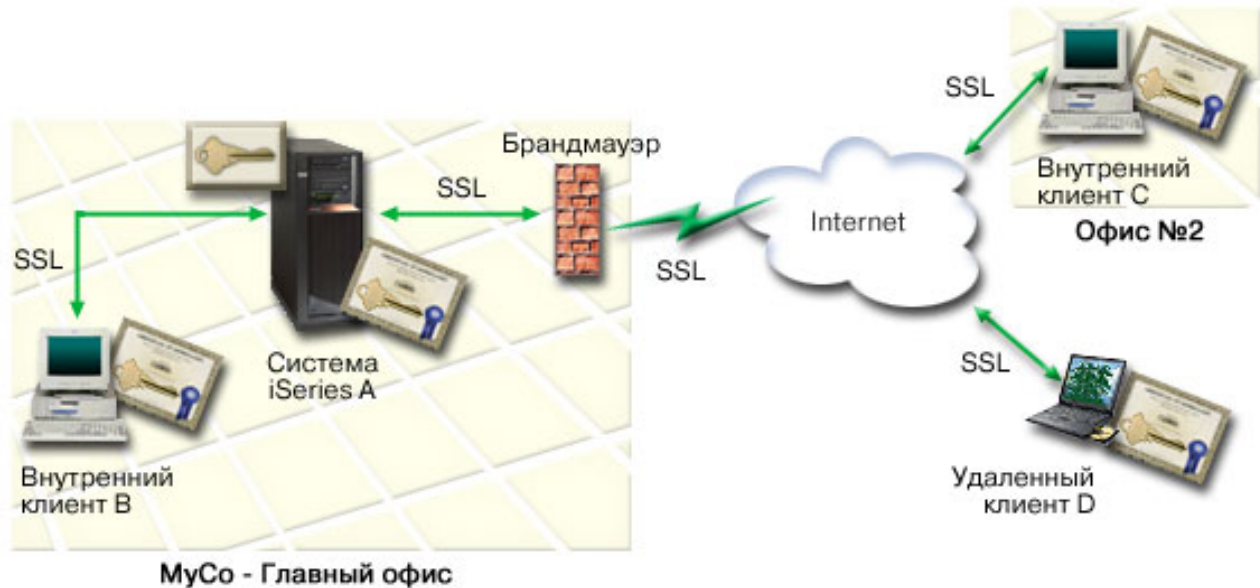 SSL
Внутренний
клиент C
Офис №2
Брандмауэр
SSL
Internet
SSL
SSL
SSL
Система
iSeries A
Внутренний
клиент B
Удаленный
клиент D
MyCo - Главный офис